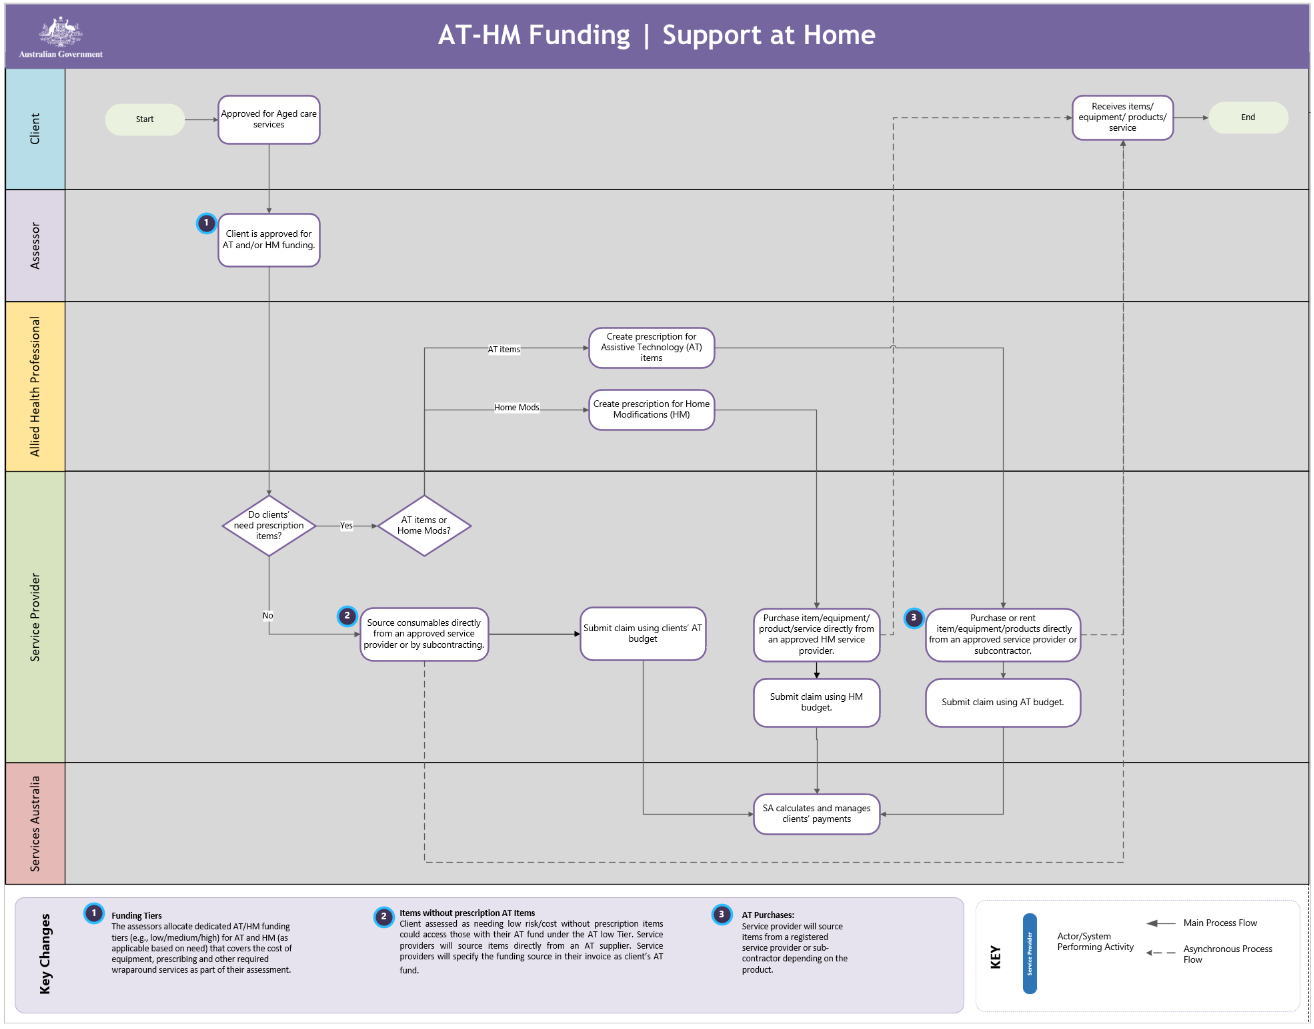 AT-HM Funding | Support at Home
Australian Government
Client
Start
Approved for Aged care
services
Receives items/
equipment/ products/
service
End
Assessor
1
Client is approved for
AT and/or HM funding.
Allied Health Professional
AT items
Create prescription for
Assistive Technology (AT)
items
Home Mods
Create prescription for Home
Modifications (HM)
Service Provider
Do clients'
need prescription
items?
Yes
AT items or
Home Mods?
No
2
Source consumables directly
from an approved service
provider or by subcontracting.
Submit claim using clients' AT
budget
Purchase item/equipment/
product/service directly from
an approved HM service
provider.
3
Purchase or rent
item/equipment/products directly
from an approved service provider or
subcontractor.
Submit claim using HM
budget.
Submit claim using AT budget.
Services Australia
SA calculates and manages
clients' payments
Key Changes
1
Funding Tiers
The assessors allocate dedicated AT/HM funding
tiers (e.g., low/medium/high) for AT and HM (as
applicable based on need) that covers the cost of
equipment, prescribing and other required
wraparound services as part of their assessment.
2
Items without prescription AT Items
Client assessed as needing low risk/cost without prescription items
could access those with their AT fund under the AT low Tier. Service
providers will source items directly from an AT supplier. Service
providers will specify the funding source in their invoice as client's AT
fund.
3
AT Purchases:
Service provider will source
items from a registered
service provider or sub-
contractor depending on the
product.
KEY
Service Provider
Actor/System
Performing Activity
Main Process Flow
Asynchronous Process
Flow